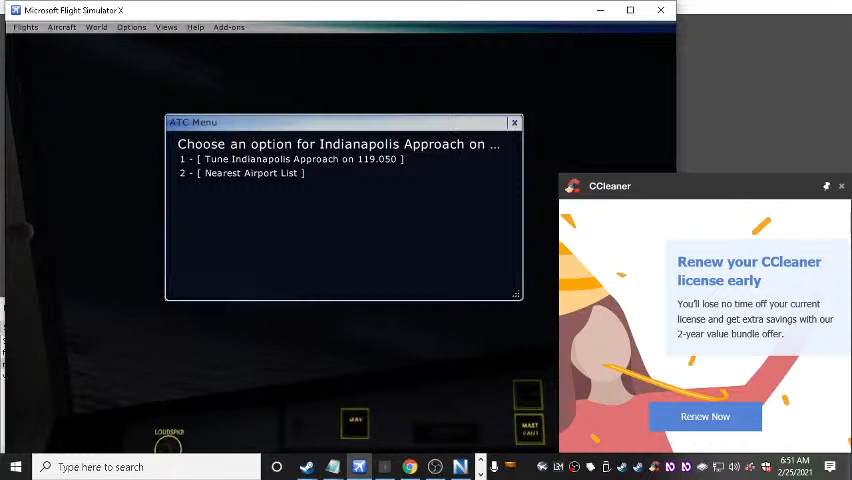 Microsoft Flight Simulator X
Flights Aircraft World Options Views Help Add-ons
ATC Menu
Choose an option for Indianapolis Approach on ...
1 - [ Tune Indianapolis Approach on 119.050 ]
2 - [ Nearest Airport List ]
CCleaner
Renew your CCleaner
license early
You'll lose no time off your current
license and get extra savings with our
2-year value bundle offer.
Renew Now
LOUDSPKR
MAST
Type here to search
6:51 AM
2/25/2021